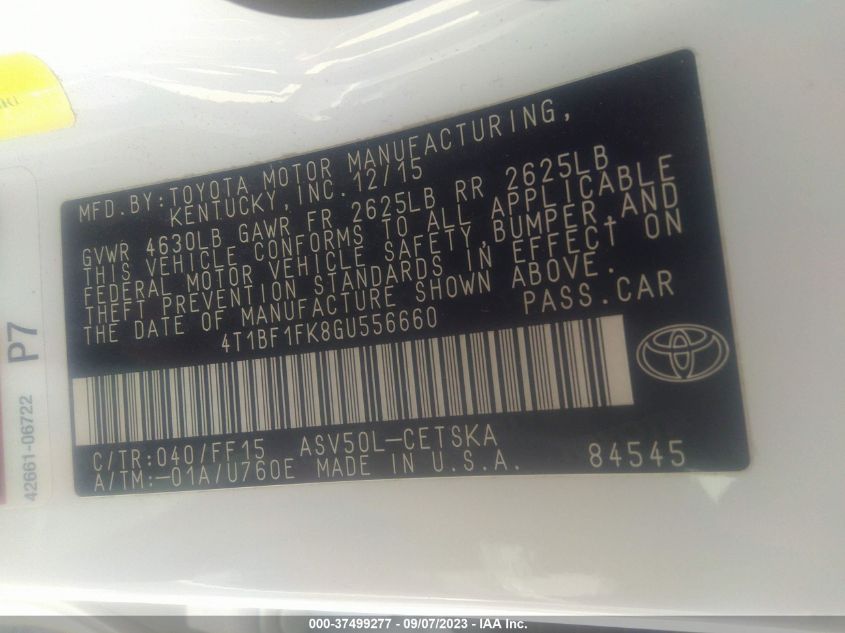 MFD.BY:TOYOTA MOTOR MANUFACTURING,
KENTUCKY,INC.12/15
GVWR 4630LB GAWR FR 2625LB RR 2625LB
THIS VEHICLE CONFORMS TO ALL APPLICABLE
FEDERAL MOTOR VEHICLE SAFETY,BUMPER,AND
THEFT PREVENTION STANDARDS IN EFFECT ON
THE DATE OF MANUFACTURE SHOWN ABOVE.
4T1BF1FK8GU556660 PASS.CAR
C/TR:040/FF15 ASV50L-CETSKA
A/TM:-01A/U760E MADE IN U.S.A. 84545
P7
42661-06722
000-37499277 - 09/07/2023 - IAA Inc.